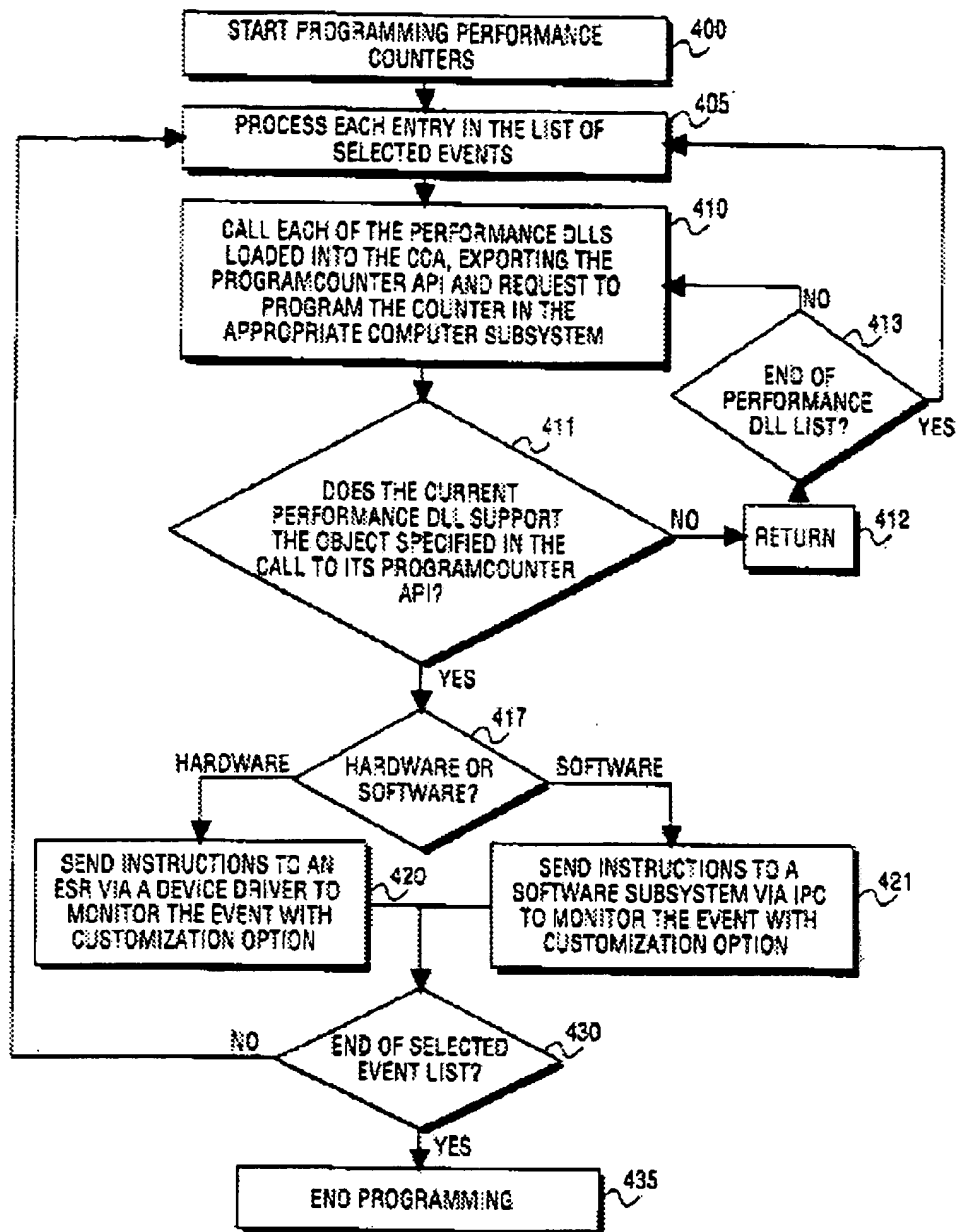 START PROGRAMMING PERFORMANCE
COUNTERS
400
PROCESS EACH ENTRY IN THE LIST OF
SELECTED EVENTS
405
CALL EACH OF THE PERFORMANCE DLLS
LOADED INTO THE CCA, EXPORTING THE
PROGRAMCOUNTER API AND REQUEST TO
PROGRAM THE COUNTER IN THE
APPROPRIATE COMPUTER SUBSYSTEM
410
NO
413
END OF
PERFORMANCE
DLL LIST?
YES
411
DOES THE CURRENT
PERFORMANCE DLL SUPPORT
THE OBJECT SPECIFIED IN THE
CALL TO ITS PROGRAMCOUNTER
API?
NO
RETURN
412
YES
417
HARDWARE
HARDWARE OR
SOFTWARE?
SOFTWARE
SEND INSTRUCTIONS TO AN
ESR VIA A DEVICE DRIVER TO
MONITOR THE EVENT WITH
CUSTOMIZATION OPTION
420
SEND INSTRUCTIONS TO A
SOFTWARE SUBSYSTEM VIA IPC
TO MONITOR THE EVENT WITH
CUSTOMIZATION OPTION
421
NO
END OF SELECTED
EVENT LIST?
430
YES
END PROGRAMMING
435